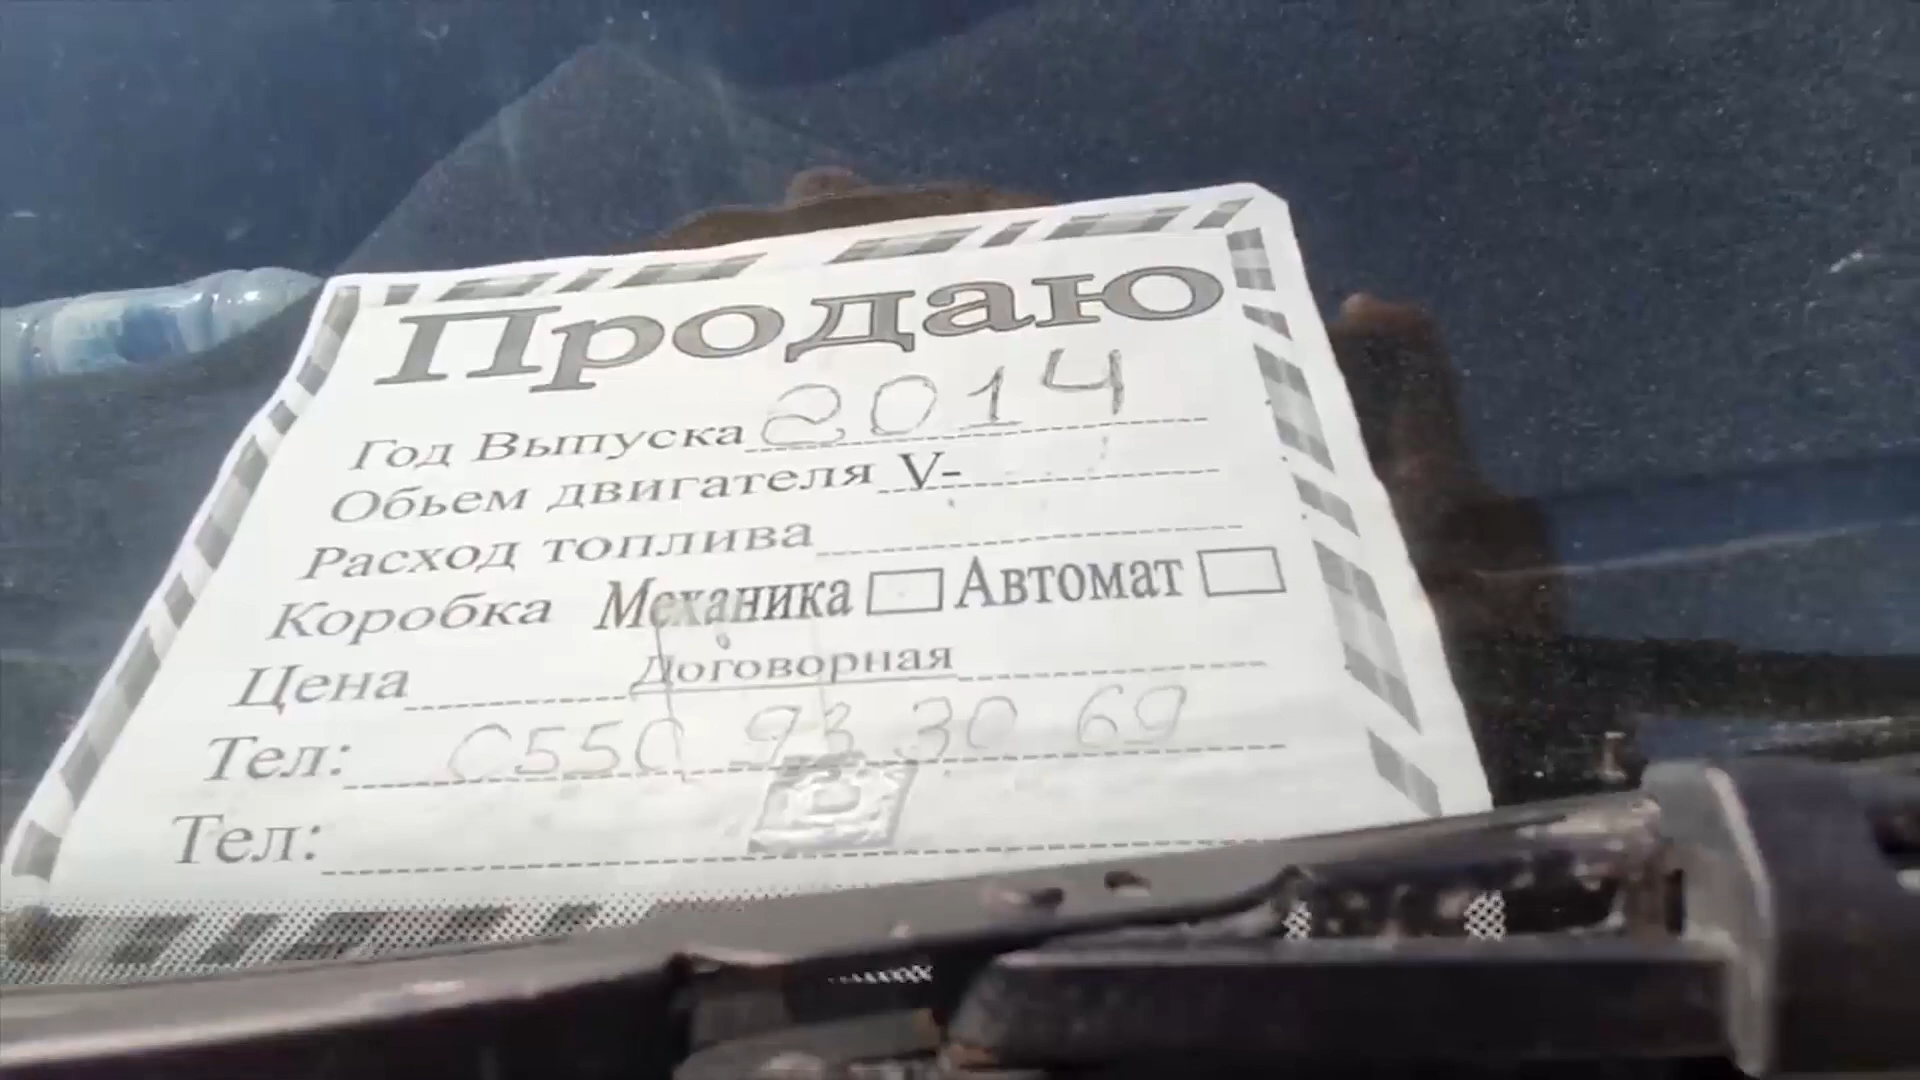 Продаю
Год Выпуска 2014
Обьем двигателя V-
Расход топлива
Коробка Механика Автомат
Цена Договорная
Тел: 0550 93 30 69
Тел: